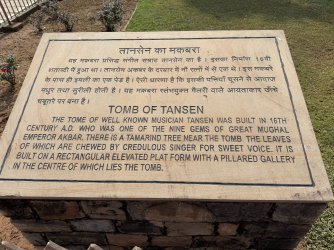 तानसेन का मकबरा
यह मकबरा प्रसिद्ध संगीत सम्राट तानसेन का है। इसका निर्माण 16वीं
शताब्दी में हुआ था। तानसेन अकबर के दरबार में नौ रत्नों में से एक थे। इस मकबरे
के पास ही इमली का एक पेड़ है। ऐसी धारणा है कि इसकी पत्तियाँ चूसने से आवाज
मधुर तथा सुरीली होती है। यह मकबरा स्तंभयुक्त गैलरी वाले आयताकार ऊँचे
चबूतरे पर बना है।
TOMB OF TANSEN
THE TOME OF WELL KNOWN MUSICIAN TANSEN WAS BUILT IN 16TH
CENTURY A.D. WHO WAS ONE OF THE NINE GEMS OF GREAT MUGHAL
EMPEROR AKBAR. THERE IS A TAMARIND TREE NEAR THE TOMB THE LEAVES
OF WHICH ARE CHEWED BY CREDULOUS SINGER FOR SWEET VOICE. IT IS
BUILT ON A RECTANGULAR ELEVATED PLAT FORM WITH A PILLARED GALLERY
IN THE CENTRE OF WHICH LIES THE TOMB.